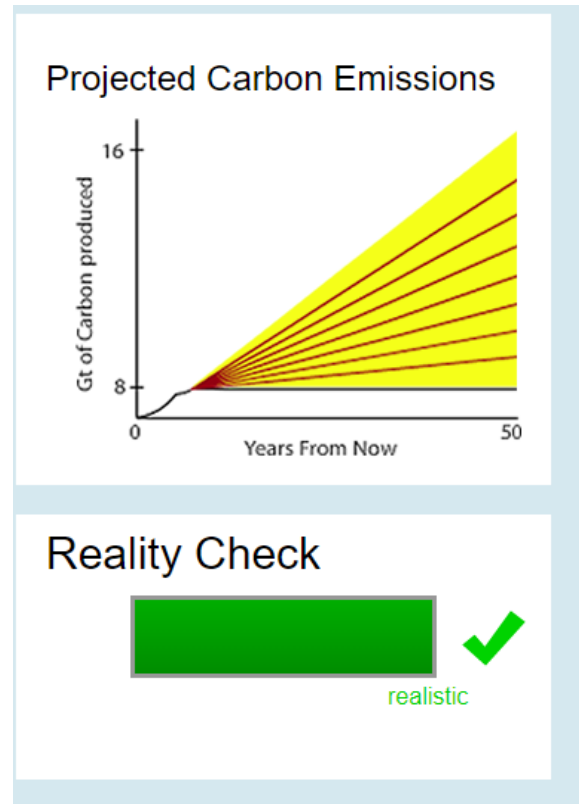 Projected Carbon Emissions
16
Gt of Carbon produced
8
0
50
Years From Now
Reality Check
realistic